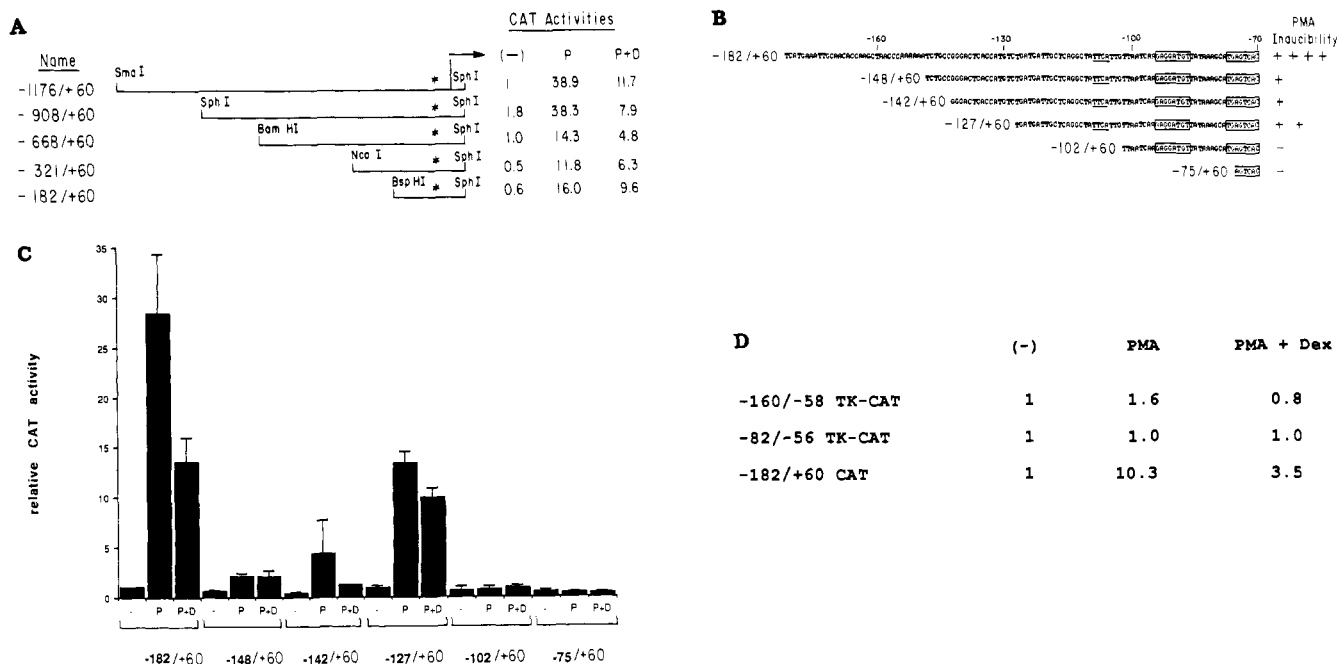 A
CAT Activities
Name (-) P P+D
-1176/+60 Sma I * Sph I 1 38.9 11.7
-908/+60 Sph I * Sph I 1.8 38.3 7.9
-668/+60 Bam HI * Sph I 1.0 14.3 4.8
-321/+60 Nco I * Sph I 0.5 11.8 6.3
-182/+60 Bsp HI * Sph I 0.6 16.0 9.6
B
PMA
Inducibility
-160 -130 -100 -70
-182/+60 + + + +
-148/+60 +
-142/+60 +
-127/+60 + +
-102/+60 TTAATCAAGAGGATGTTATAAAGCATGAGTCAG -
-75/+60 AGTCAG -
C
relative CAT activity
35
30
25
20
15
10
5
0
- P P+D - P P+D - P P+D - P P+D - P P+D - P P+D
-182/+60 -148/+60 -142/+60 -127/+60 -102/+60 -75/+60
D
(-) PMA PMA + Dex
-160/-58 TK-CAT 1 1.6 0.8
-82/-56 TK-CAT 1 1.0 1.0
-182/+60 CAT 1 10.3 3.5